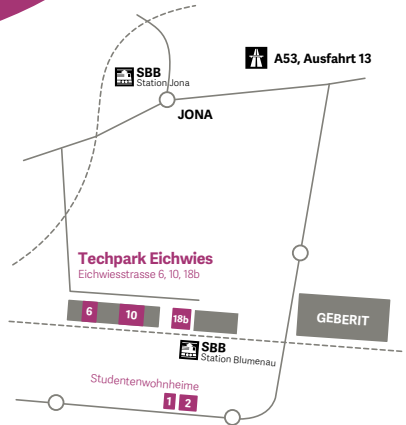 SBB
Station Jona
A53, Ausfahrt 13
JONA
Techpark Eichwies
Eichwiesstrasse 6, 10, 18b
6
10
18b
GEBERIT
SBB
Station Blumenau
Studentenwohnheime
1 2